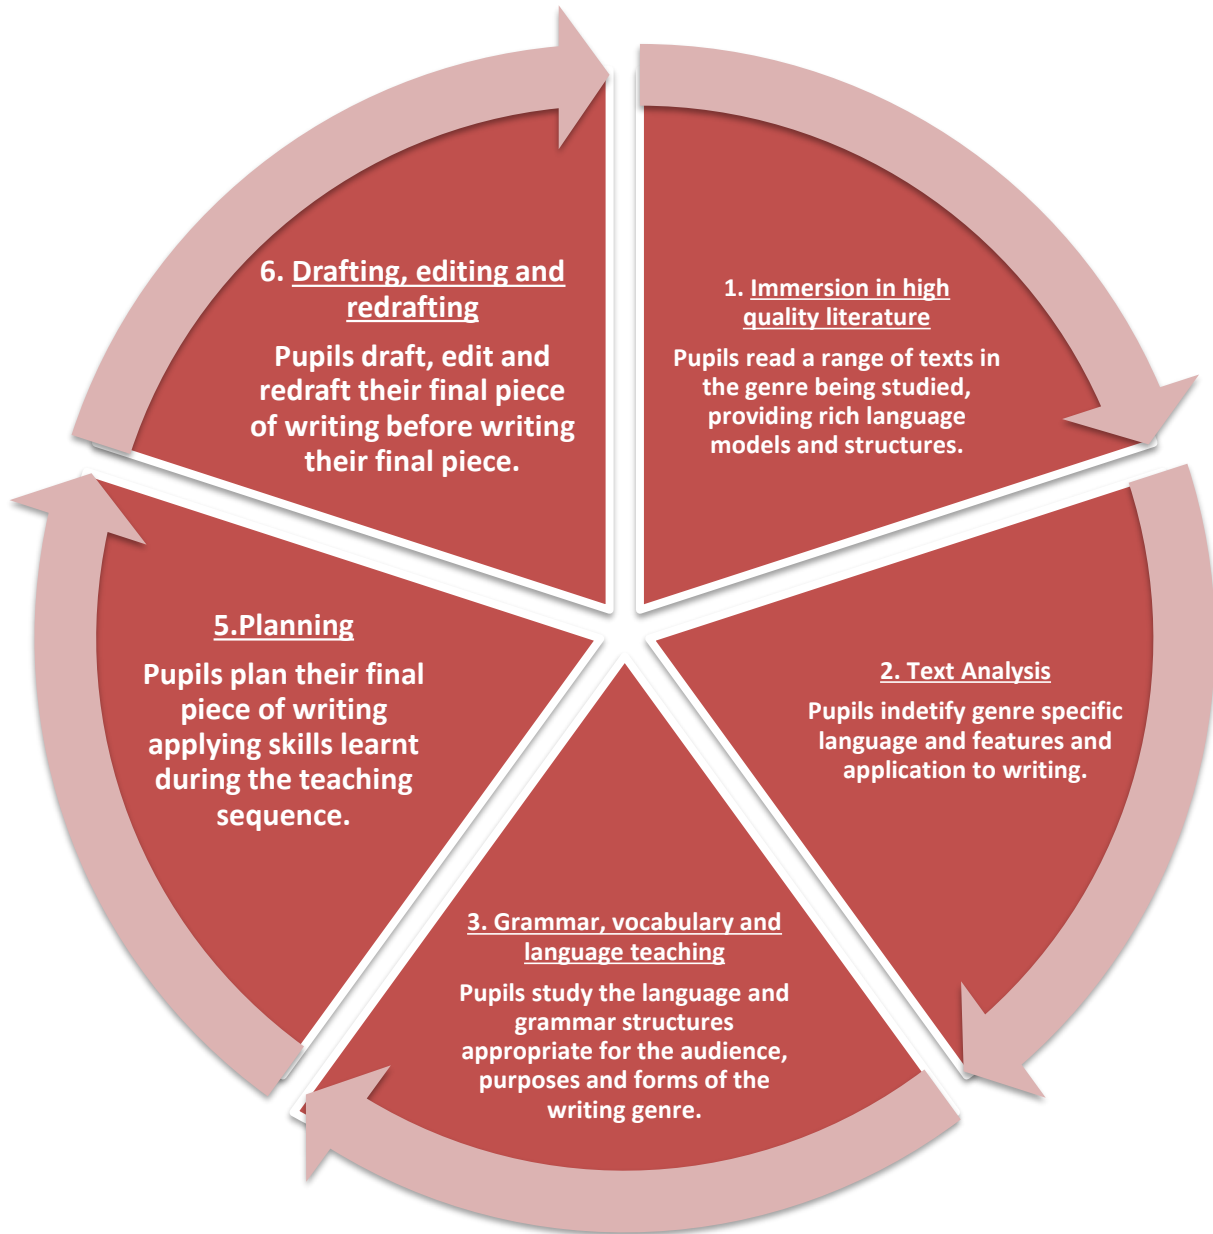 1. Immersion in high
quality literature
Pupils read a range of texts in
the genre being studied,
providing rich language
models and structures.
2. Text Analysis
Pupils indetify genre specific
language and features and
application to writing.
3. Grammar, vocabulary and
language teaching
Pupils study the language and
grammar structures
appropriate for the audience,
purposes and forms of the
writing genre.
5.Planning
Pupils plan their final
piece of writing
applying skills learnt
during the teaching
sequence.
6. Drafting, editing and
redrafting
Pupils draft, edit and
redraft their final piece
of writing before writing
their final piece.